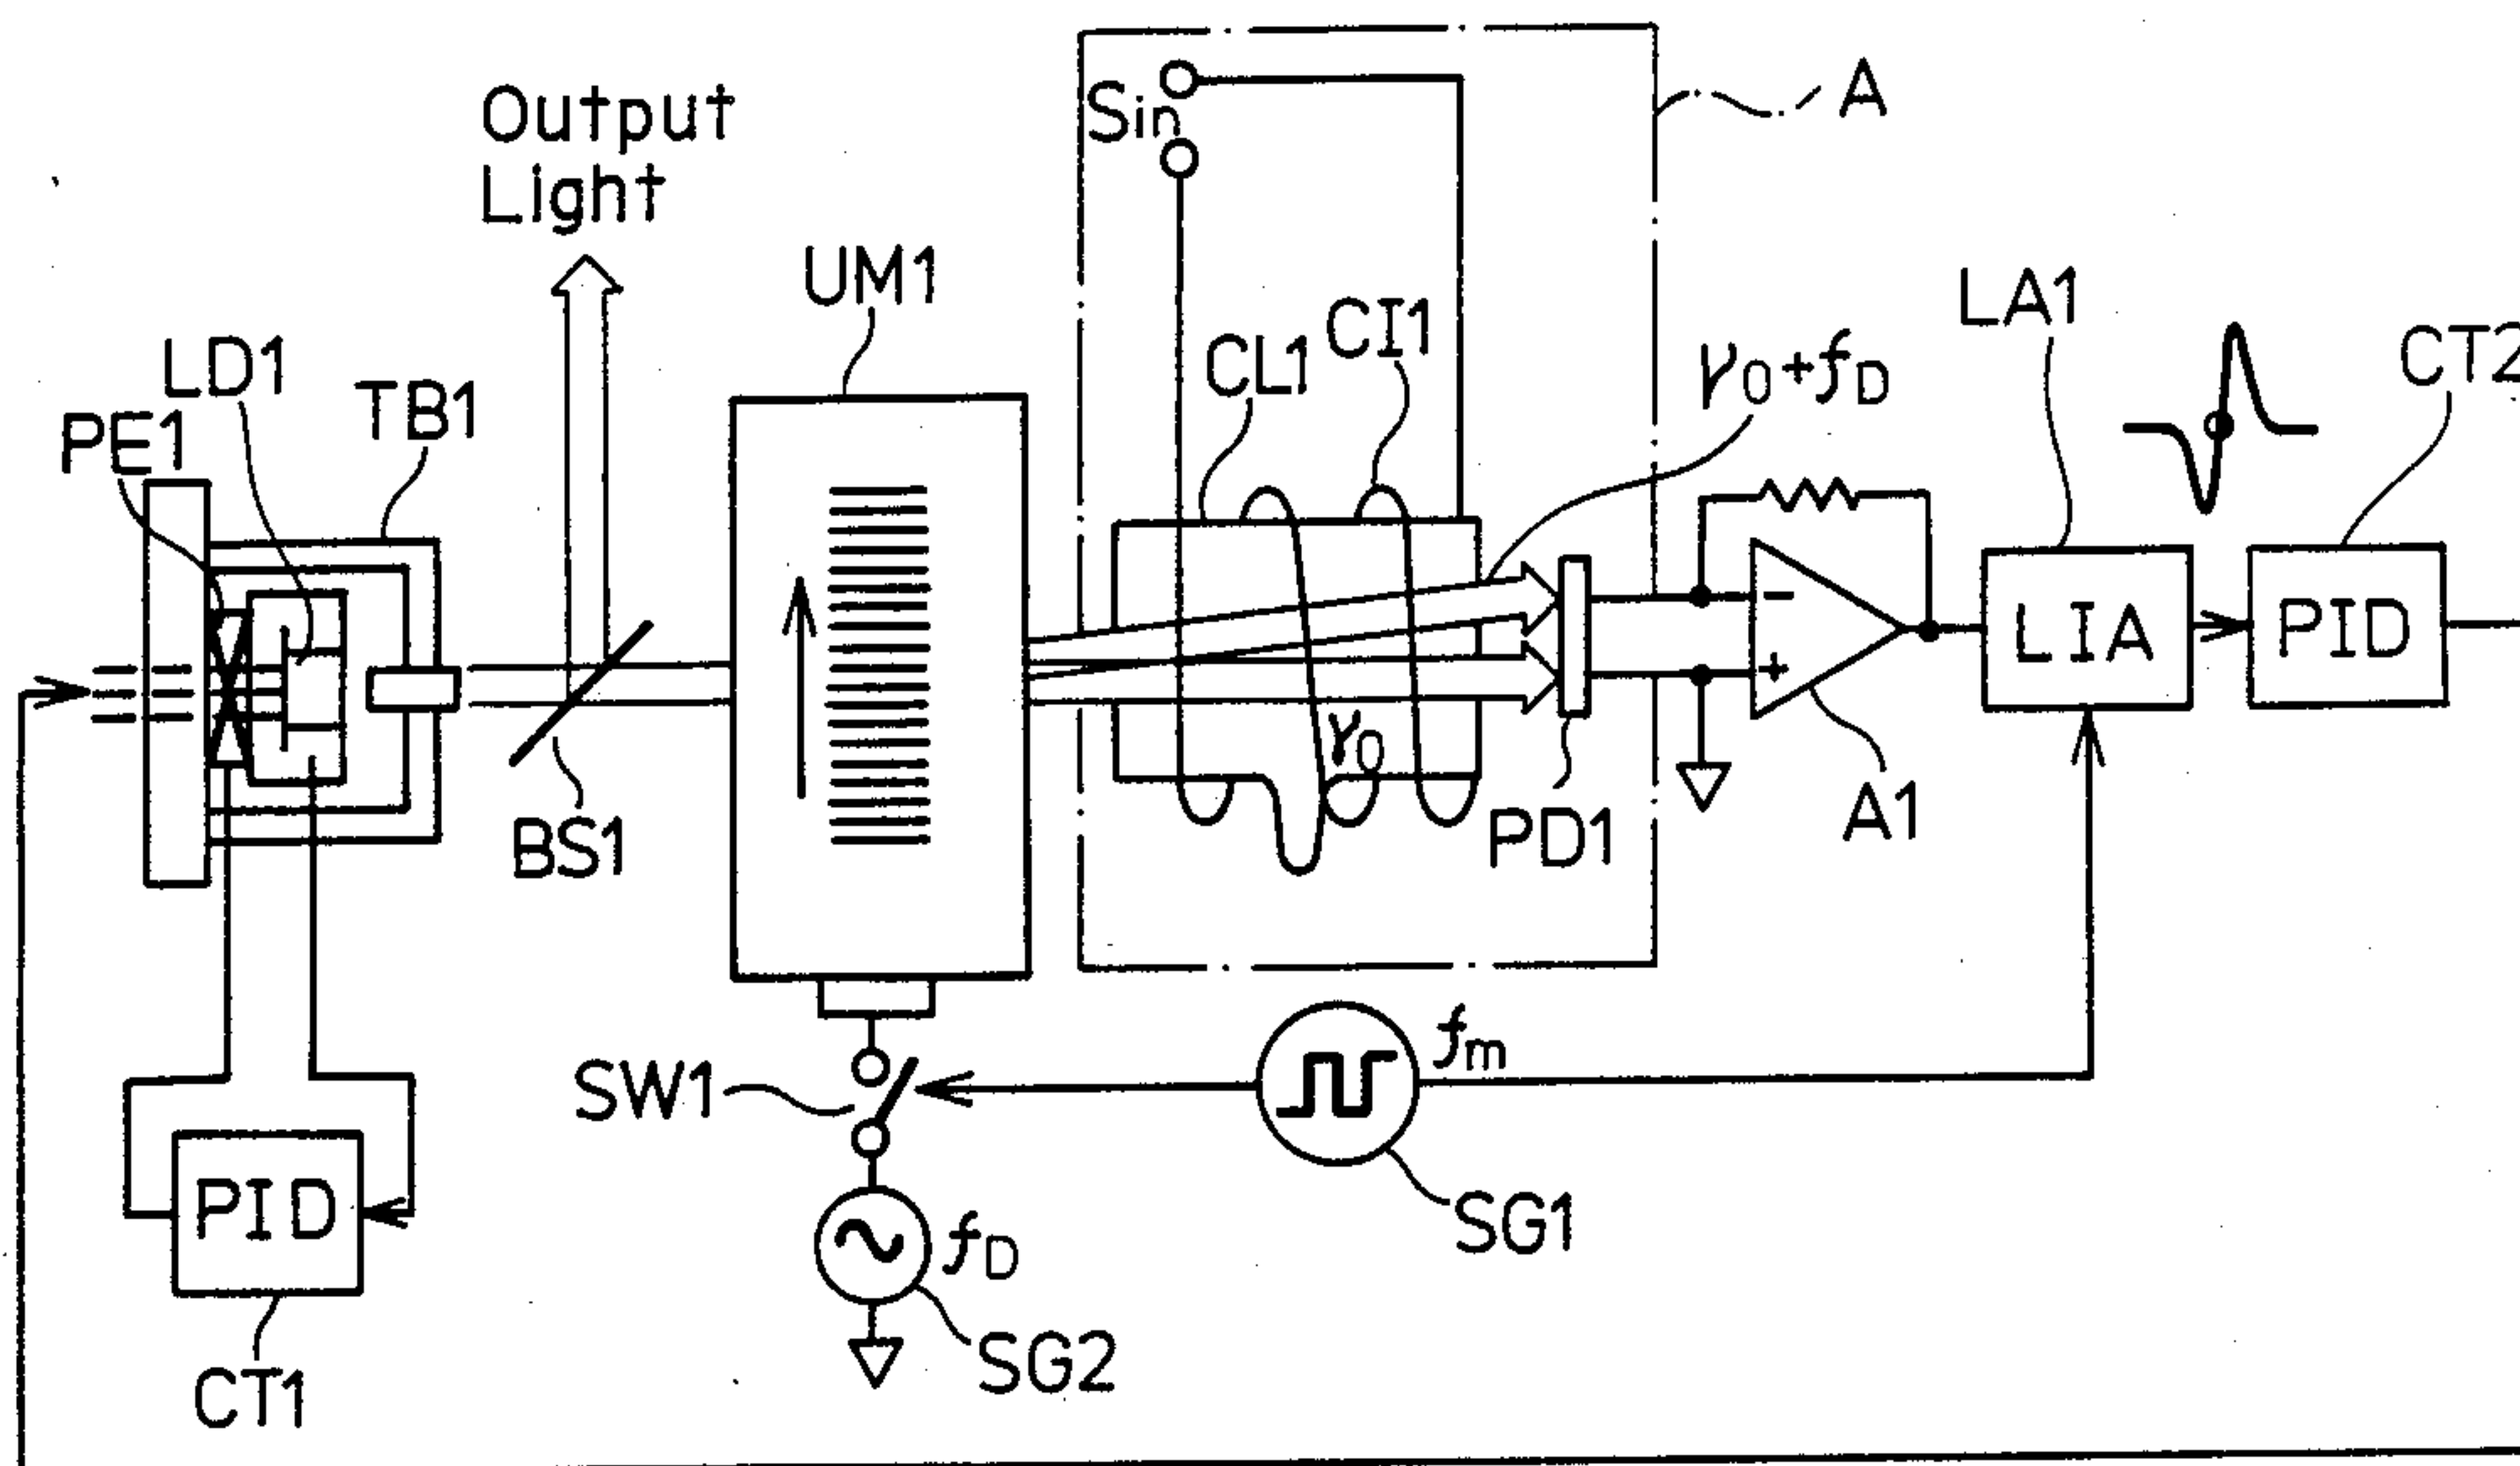 Output
Light
Sin
A
UM1
LD1
TB1
PE1
CL1
CI1
γ0+fD
LA1
CT2
LIA
PID
γ0
PD1
A1
BS1
SW1
fm
SG1
PID
fD
SG2
CT1